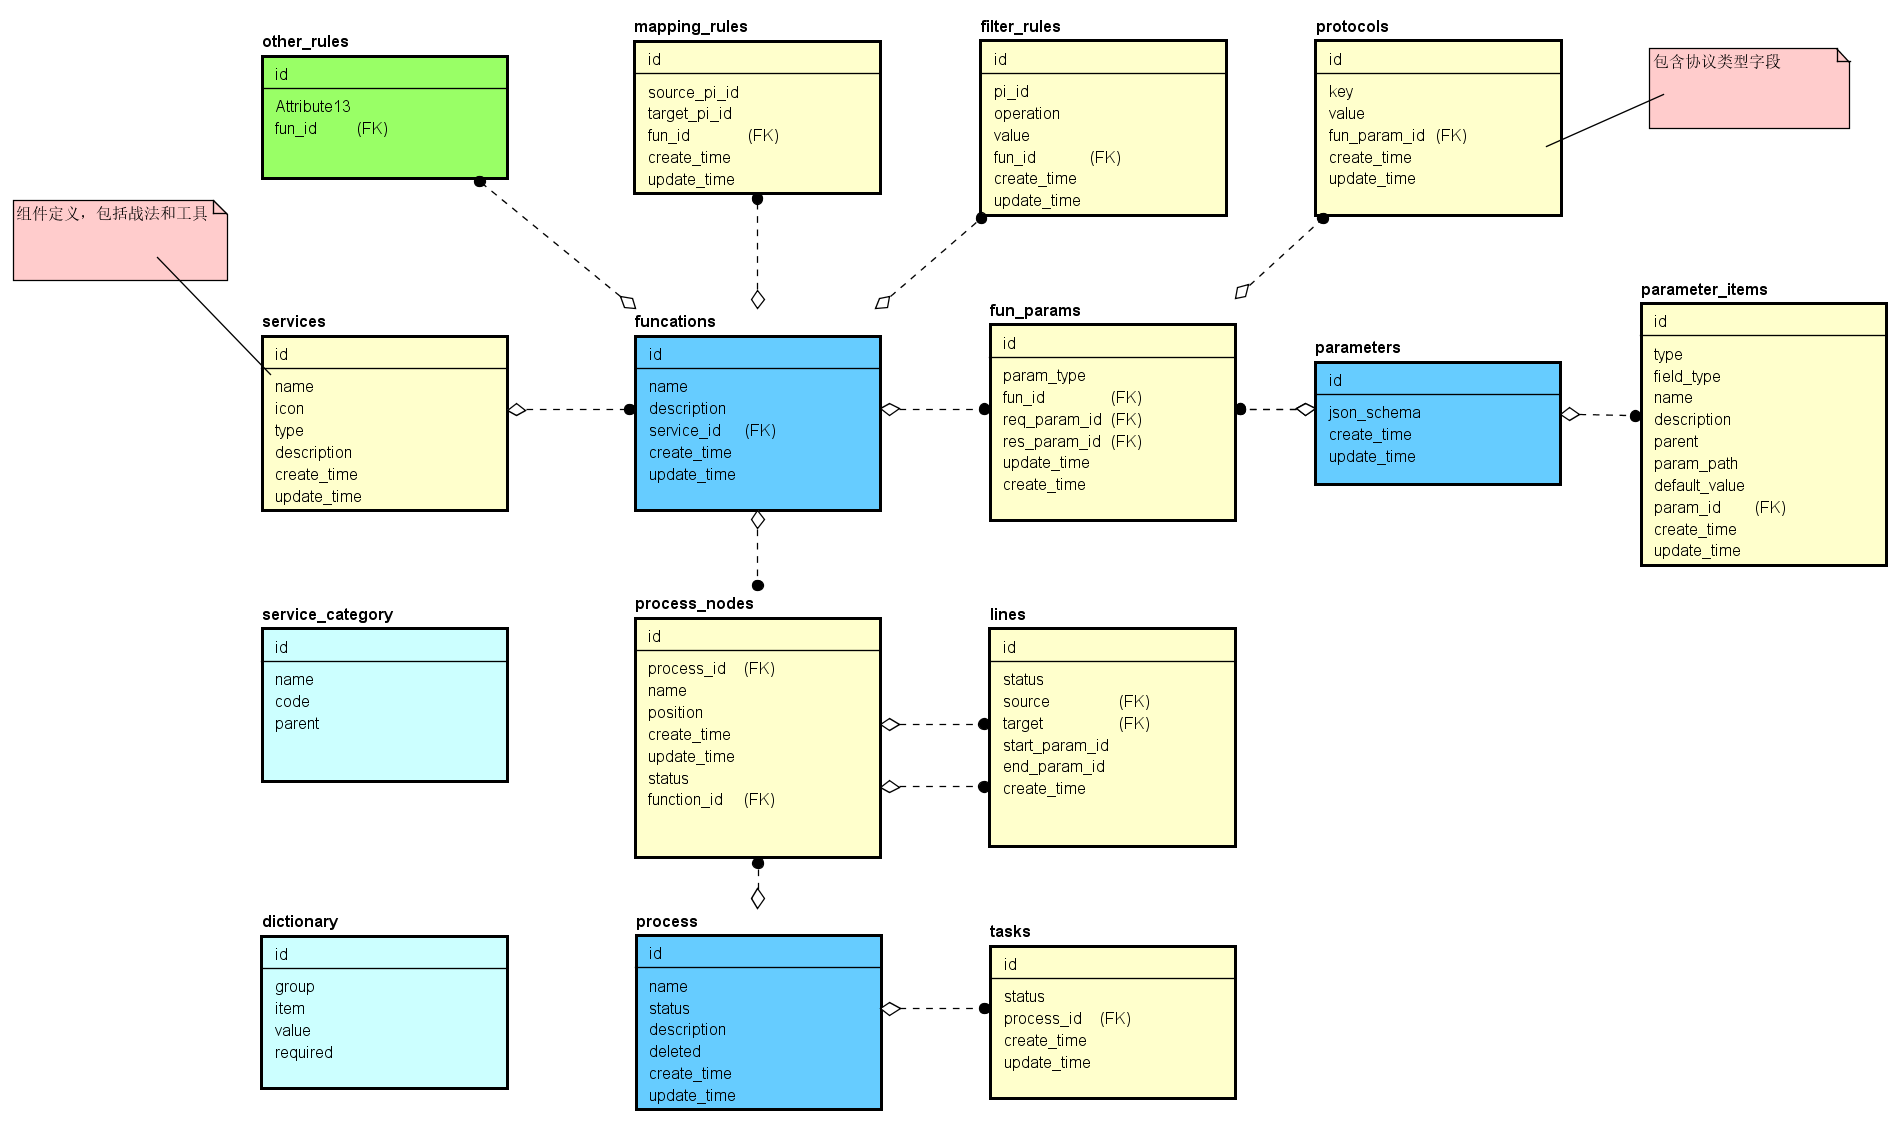 other_rules
id
Attribute13
fun_id (FK)
mapping_rules
id
source_pi_id
target_pi_id
fun_id (FK)
create_time
update_time
filter_rules
id
pi_id
operation
value
fun_id (FK)
create_time
update_time
protocols
id
key
value
fun_param_id (FK)
create_time
update_time
包含协议类型字段
组件定义，包括战法和工具
services
id
name
icon
type
description
create_time
update_time
funcations
id
name
description
service_id (FK)
create_time
update_time
fun_params
id
param_type
fun_id (FK)
req_param_id (FK)
res_param_id (FK)
update_time
create_time
parameters
id
json_schema
create_time
update_time
parameter_items
id
type
field_type
name
description
parent
param_path
default_value
param_id (FK)
create_time
update_time
service_category
id
name
code
parent
process_nodes
id
process_id (FK)
name
position
create_time
update_time
status
function_id (FK)
lines
id
status
source (FK)
target (FK)
start_param_id
end_param_id
create_time
dictionary
id
group
item
value
required
process
id
name
status
description
deleted
create_time
update_time
tasks
id
status
process_id (FK)
create_time
update_time